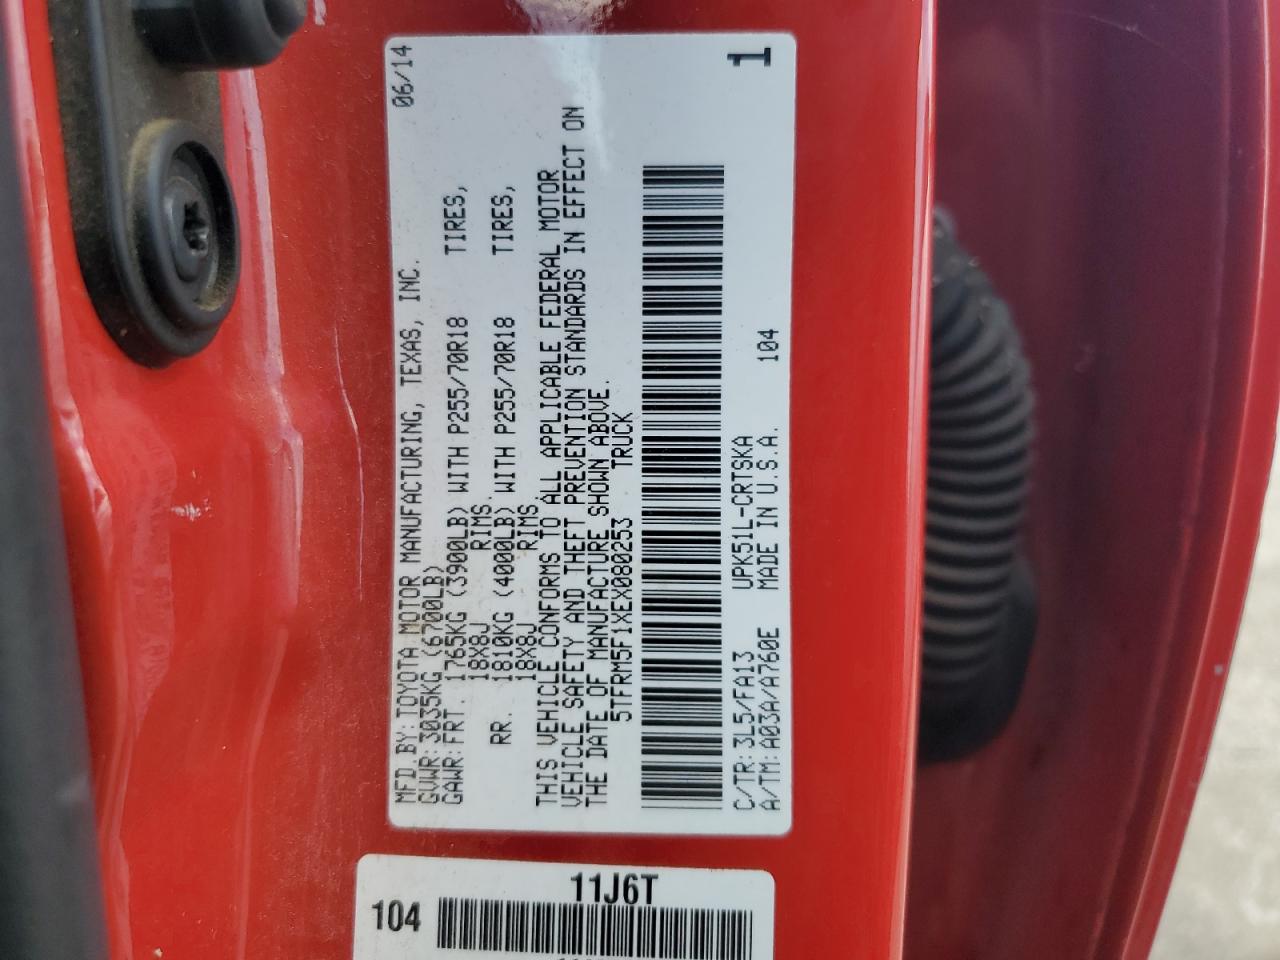 MFD.BY:TOYOTA MOTOR MANUFACTURING, TEXAS, INC. 06/14
GVWR:3035KG (6700LB)
GAWR:FRT. 1765KG (3900LB) WITH P255/70R18 TIRES,
18X8J RIMS.
RR. 1810KG (4000LB) WITH P255/70R18 TIRES,
18X8J RIMS
THIS VEHICLE CONFORMS TO ALL APPLICABLE FEDERAL MOTOR
VEHICLE SAFETY AND THEFT PREVENTION STANDARDS IN EFFECT ON
THE DATE OF MANUFACTURE SHOWN ABOVE.
5TFRM5F1XEX080253 TRUCK
C/TR:3L5/FA13 UPK51L-CRTSKA
A/TM:A03A/A760E MADE IN U.S.A. 104
1
11J6T
104